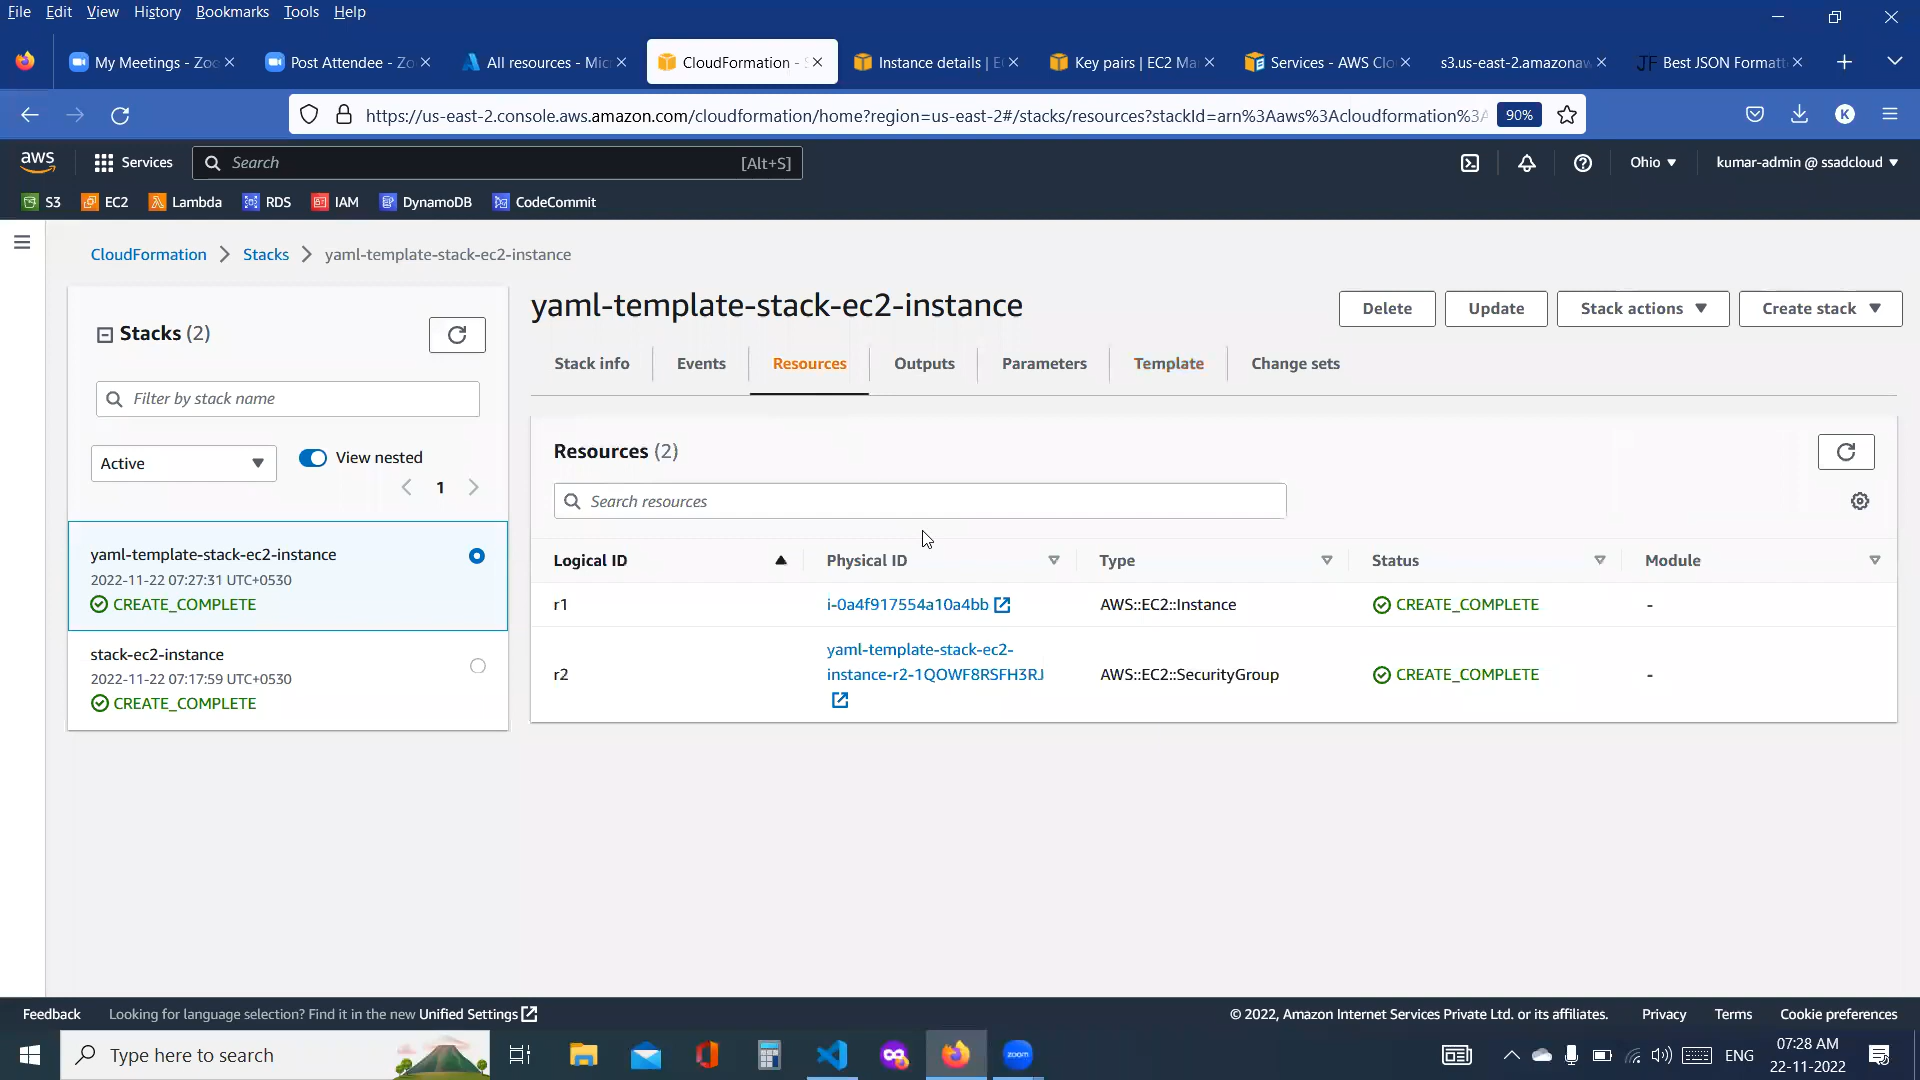 File Edit View History Bookmarks Tools Help
My Meetings - Zoo
Post Attendee - Zo
All resources - Mic
CloudFormation - S
Instance details | EC
Key pairs | EC2 Ma
Services - AWS Clo
s3.us-east-2.amazonaw
JF Best JSON Formatt
https://us-east-2.console.aws.amazon.com/cloudformation/home?region=us-east-2#/stacks/resources?stackId=arn%3Aaws%3Acloudformation%3A
90%
K
aws
Services
Search [Alt+S]
Ohio
kumar-admin @ ssadcloud
S3 EC2 Lambda RDS IAM DynamoDB CodeCommit
CloudFormation > Stacks > yaml-template-stack-ec2-instance
Stacks (2)
Filter by stack name
Active
View nested
1
yaml-template-stack-ec2-instance
2022-11-22 07:27:31 UTC+0530
CREATE_COMPLETE
stack-ec2-instance
2022-11-22 07:17:59 UTC+0530
CREATE_COMPLETE
yaml-template-stack-ec2-instance
Delete Update Stack actions Create stack
Stack info Events Resources Outputs Parameters Template Change sets
Resources (2)
Search resources
Logical ID Physical ID Type Status Module
r1 i-0a4f917554a10a4bb AWS::EC2::Instance CREATE_COMPLETE -
r2 yaml-template-stack-ec2-instance-r2-1QOWF8RSFH3RJ AWS::EC2::SecurityGroup CREATE_COMPLETE -
Feedback Looking for language selection? Find it in the new Unified Settings
© 2022, Amazon Internet Services Private Ltd. or its affiliates. Privacy Terms Cookie preferences
Type here to search
zoom
ENG
07:28 AM
22-11-2022